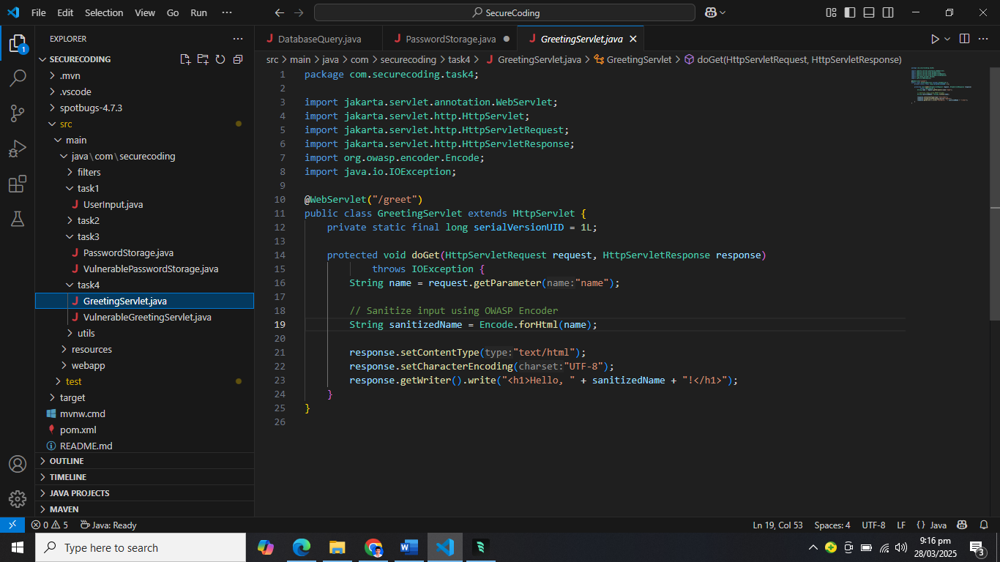 File Edit Selection View Go Run ···
SecureCoding
EXPLORER
SECURECODING
.mvn
.vscode
spotbugs-4.7.3
src
main
java\com\securecoding
filters
task1
UserInput.java
task2
task3
PasswordStorage.java
VulnerablePasswordStorage.java
task4
GreetingServlet.java
VulnerableGreetingServlet.java
utils
resources
webapp
test
target
mvnw.cmd
pom.xml
README.md
OUTLINE
TIMELINE
JAVA PROJECTS
MAVEN
1
DatabaseQuery.java PasswordStorage.java GreetingServlet.java
src > main > java > com > securecoding > task4 > GreetingServlet.java > GreetingServlet > doGet(HttpServletRequest, HttpServletResponse)
1 package com.securecoding.task4;
2
3 import jakarta.servlet.annotation.WebServlet;
4 import jakarta.servlet.http.HttpServlet;
5 import jakarta.servlet.http.HttpServletRequest;
6 import jakarta.servlet.http.HttpServletResponse;
7 import org.owasp.encoder.Encode;
8 import java.io.IOException;
9
10 @WebServlet("/greet")
11 public class GreetingServlet extends HttpServlet {
12 private static final long serialVersionUID = 1L;
13
14 protected void doGet(HttpServletRequest request, HttpServletResponse response)
15 throws IOException {
16 String name = request.getParameter(name:"name");
17
18 // Sanitize input using OWASP Encoder
19 String sanitizedName = Encode.forHtml(name);
20
21 response.setContentType(type:"text/html");
22 response.setCharacterEncoding(charset:"UTF-8");
23 response.getWriter().write("<h1>Hello, " + sanitizedName + "!</h1>");
24 }
25 }
26
0 5 Java: Ready
Ln 19, Col 53 Spaces: 4 UTF-8 LF {} Java
Type here to search
9:16 pm
28/03/2025
3